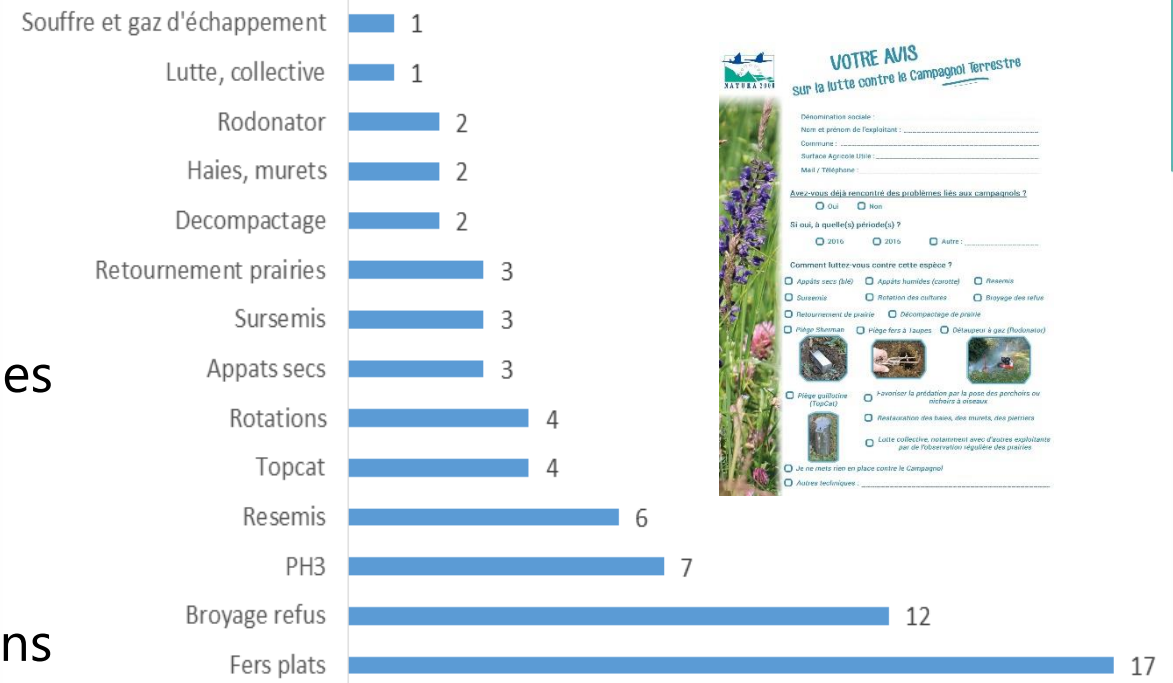 Souffre et gaz d'échappement 1
Lutte, collective 1
Rodonator 2
Haies, murets 2
Decompactage 2
Retournement prairies 3
Sursemis 3
es
Appats secs 3
Rotations 4
Topcat 4
Resemis 6
PH3 7
Broyage refus 12
ns
Fers plats 17
NATURA 2000
VOTRE AVIS
sur la lutte contre le Campagnol Terrestre
Dénomination sociale :
Nom et prénom de l'exploitant :
Commune :
Surface Agricole Utile :
Mail / Téléphone :
Avez-vous déjà rencontré des problèmes liés aux campagnols ?
Oui Non
Si oui, à quelle(s) période(s) ?
2016 2015 Autre :
Comment luttez-vous contre cette espèce ?
Appâts secs (blé) Appâts humides (carotte) Resemis
Sursemis Rotation des cultures Broyage des refus
Retournement de prairie Décompactage de prairie
Piège Sherman Piège fers à Taupes Détaupeur à gaz (Rodonator)
Piège guillotine
(TopCat)
Favoriser la prédation par la pose des perchoirs ou
nichoirs à oiseaux
Restauration des haies, des murets, des pierriers
Lutte collective, notamment avec d'autres exploitants
par de l'observation régulière des prairies
Je ne mets rien en place contre le Campagnol
Autres techniques :